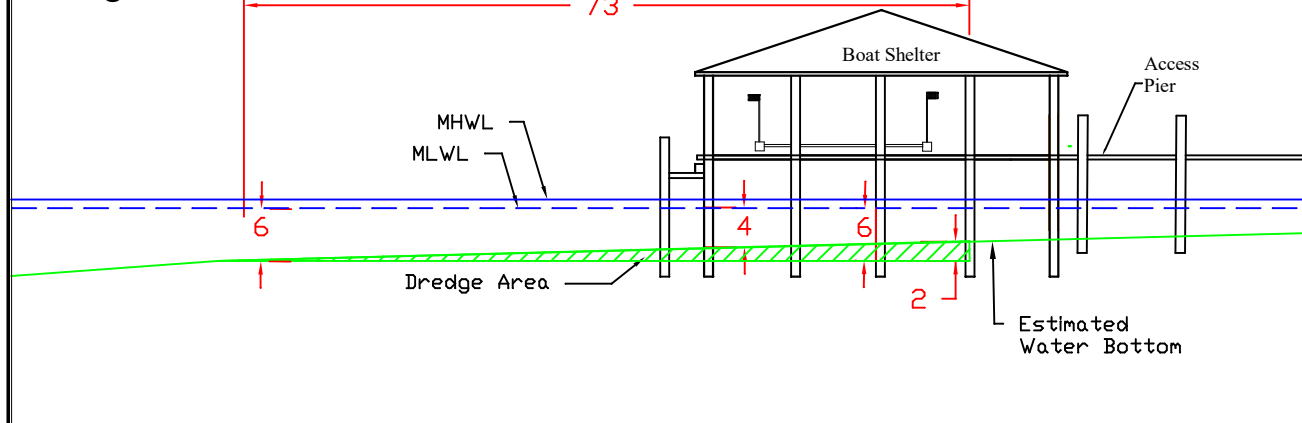 73
Boat Shelter
Access
Pier
MHWL
MLWL
6
4
6
Dredge Area
2
Estimated
Water Bottom